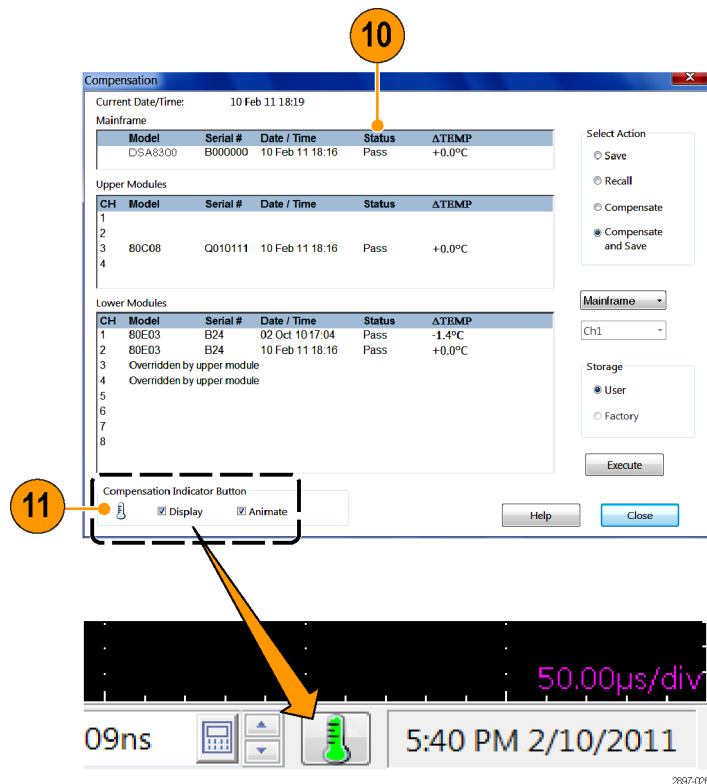 10
Compensation
Current Date/Time: 10 Feb 11 18:19
Mainframe
Model Serial # Date / Time Status ΔTEMP
DSA8300 B000000 10 Feb 11 18:16 Pass +0.0°C
Select Action
Save
Recall
Compensate
Compensate
and Save
Upper Modules
CH Model Serial # Date / Time Status ΔTEMP
1
2
3 80C08 Q010111 10 Feb 11 18:16 Pass +0.0°C
4
Mainframe
Ch1
Lower Modules
CH Model Serial # Date / Time Status ΔTEMP
1 80E03 B24 02 Oct 10 17:04 Pass -1.4°C
2 80E03 B24 10 Feb 11 18:16 Pass +0.0°C
3 Overridden by upper module
4 Overridden by upper module
5
6
7
8
Storage
User
Factory
Execute
11
Compensation Indicator Button
Display Animate
Help Close
50.00µs/div
09ns
5:40 PM 2/10/2011
2897-026